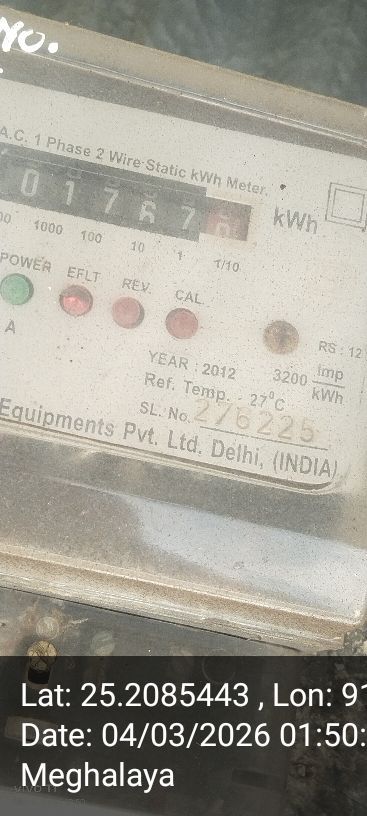 No.
A.C. 1 Phase 2 Wire Static kWh Meter.
0 1 7 6 7 kWh
1000 100 10 1 1/10
POWER EFLT REV. CAL.
A
RS : 12
YEAR : 2012 3200 Imp/kWh
Ref. Temp. - 27°C
SL. No. 276225
Equipments Pvt. Ltd. Delhi, (INDIA)
Lat: 25.2085443 , Lon: 91
Date: 04/03/2026 01:50:
Meghalaya